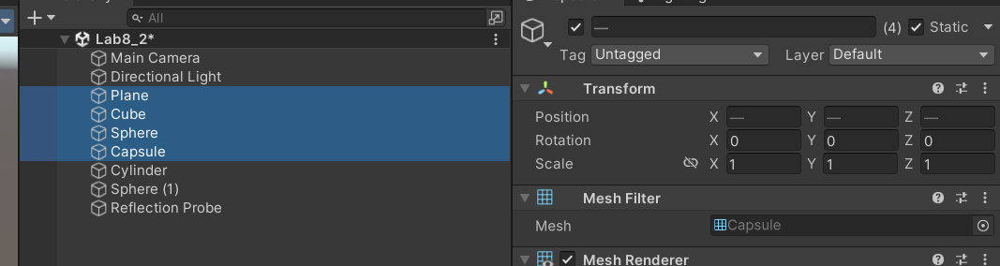 All
Lab8_2*
Main Camera
Directional Light
Plane
Cube
Sphere
Capsule
Cylinder
Sphere (1)
Reflection Probe
— (4) Static
Tag Untagged Layer Default
Transform
Position X — Y — Z —
Rotation X 0 Y 0 Z 0
Scale X 1 Y 1 Z 1
Mesh Filter
Mesh Capsule
Mesh Renderer